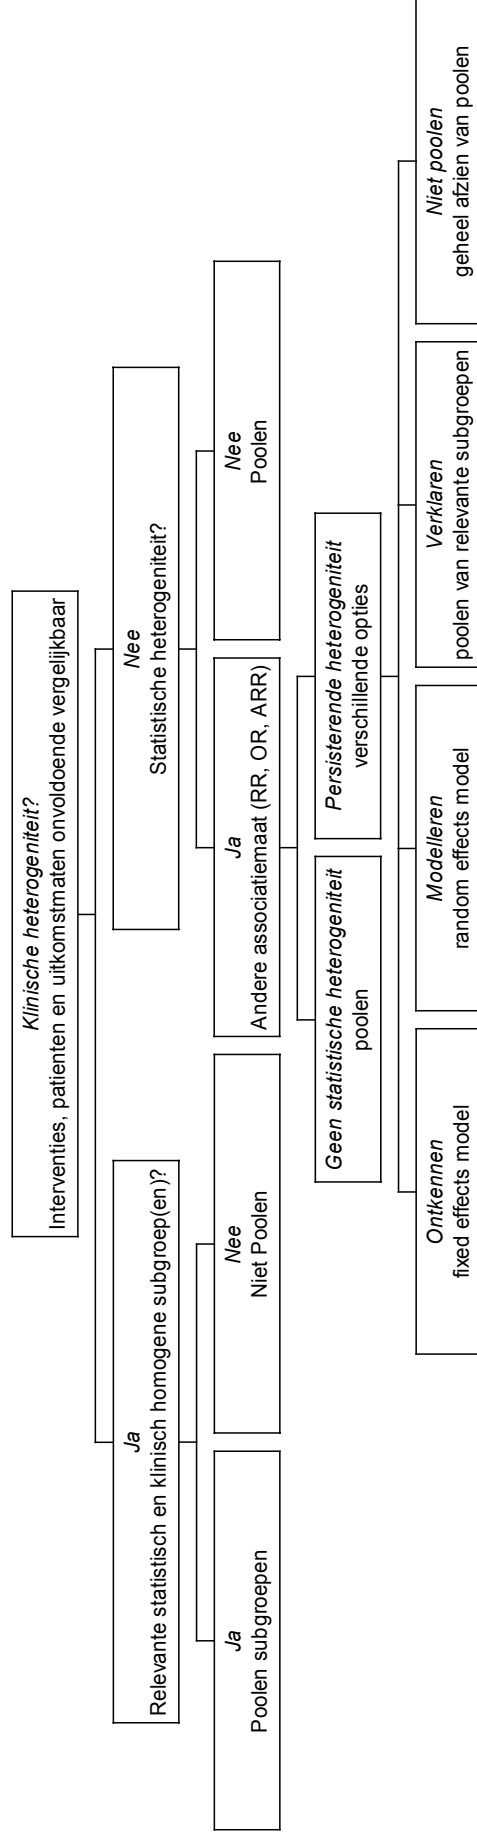 Klinische heterogeniteit?
Interventies, patienten en uitkomstmaten onvoldoende vergelijkbaar
Ja
Relevante statistisch en klinisch homogene subgroep(en)?
Nee
Statistische heterogeniteit?
Ja
Poolen subgroepen
Nee
Niet Poolen
Ja
Andere associatiemaat (RR, OR, ARR)
Nee
Poolen
Geen statistische heterogeniteit
poolen
Persisterende heterogeniteit
verschillende opties
Ontkennen
fixed effects model
Modelleren
random effects model
Verklaren
poolen van relevante subgroepen
Niet poolen
geheel afzien van poolen